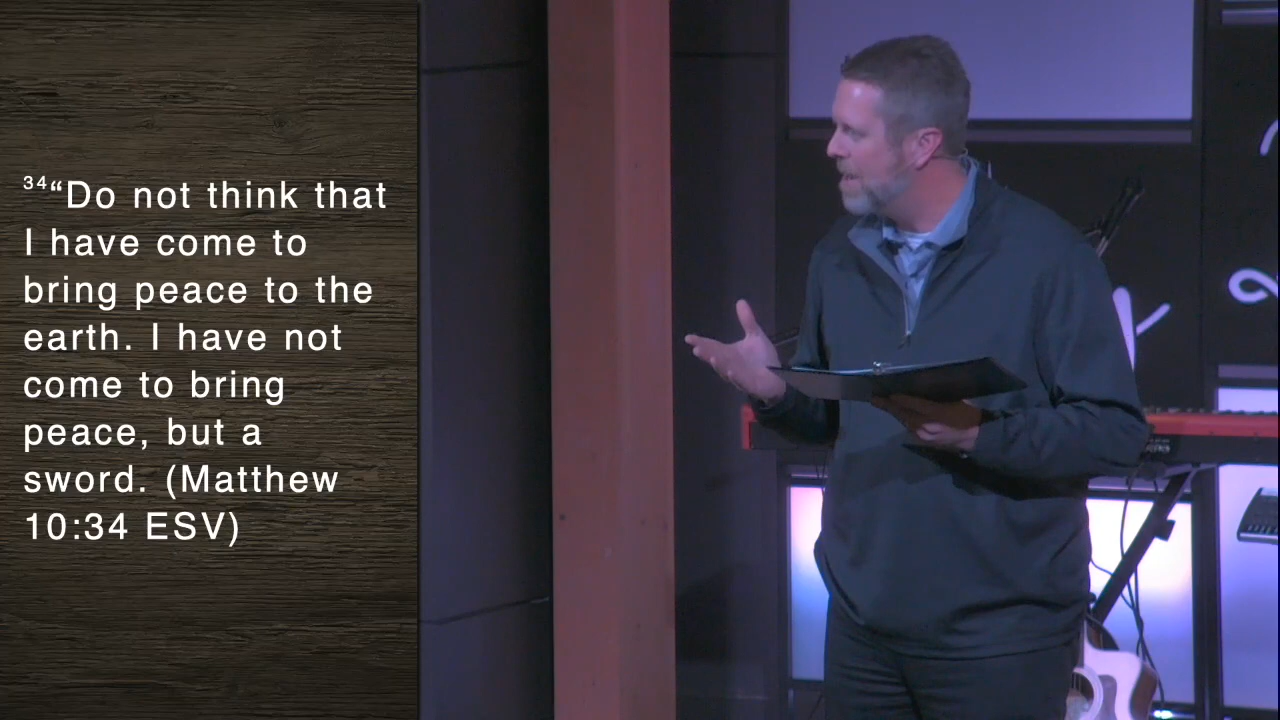 ³⁴“Do not think that
I have come to
bring peace to the
earth. I have not
come to bring
peace, but a
sword. (Matthew
10:34 ESV)